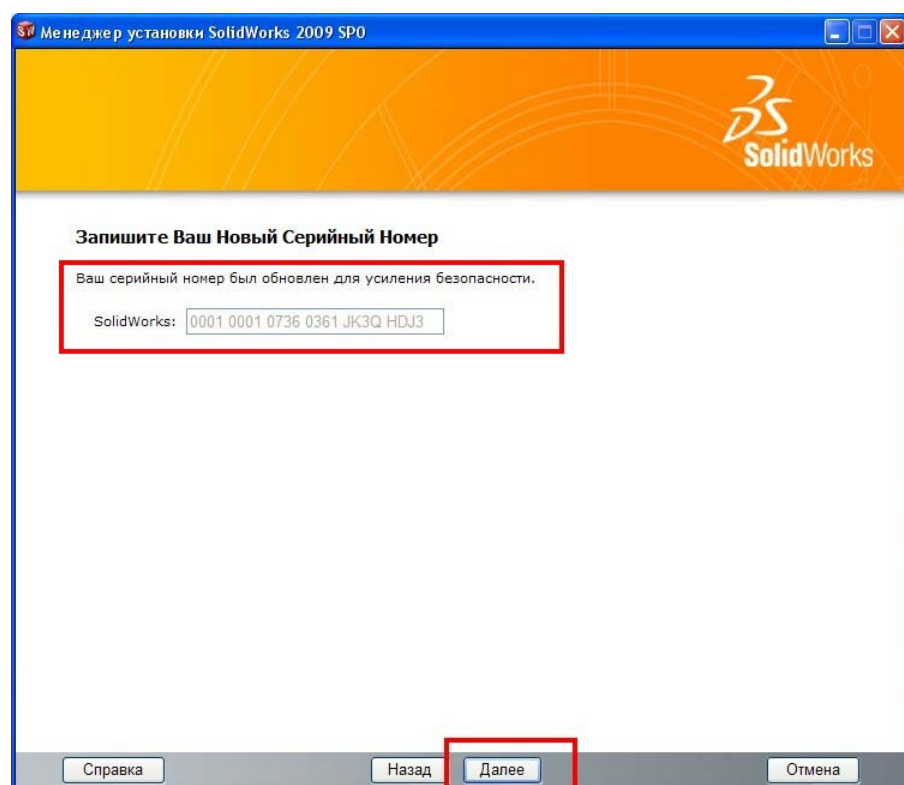 Менеджер установки SolidWorks 2009 SP0
SolidWorks
Запишите Ваш Новый Серийный Номер
Ваш серийный номер был обновлен для усиления безопасности.
SolidWorks: 0001 0001 0736 0361 JK3Q HDJ3
Справка Назад Далее Отмена